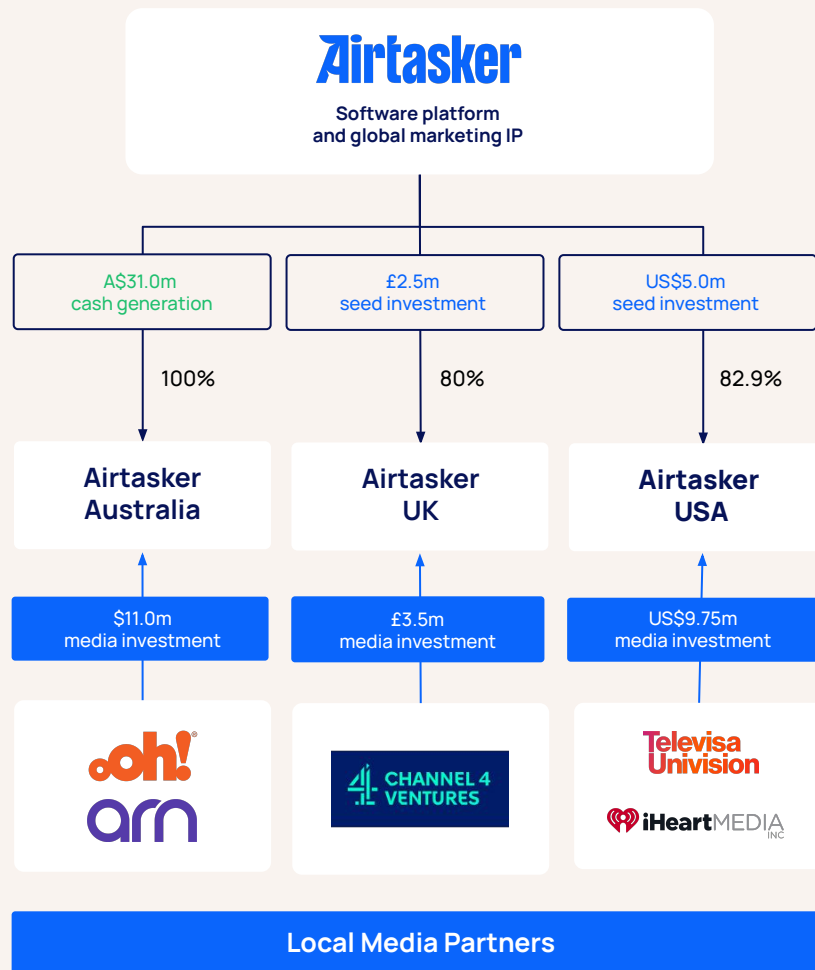 Airtasker
Software platform
and global marketing IP
A$31.0m
cash generation
£2.5m
seed investment
US$5.0m
seed investment
100%
80%
82.9%
Airtasker
Australia
Airtasker
UK
Airtasker
USA
$11.0m
media investment
£3.5m
media investment
US$9.75m
media investment
ooh!®
arn
4 CHANNEL 4
VENTURES
Televisa
Univision
iHeartMEDIA
INC
Local Media Partners